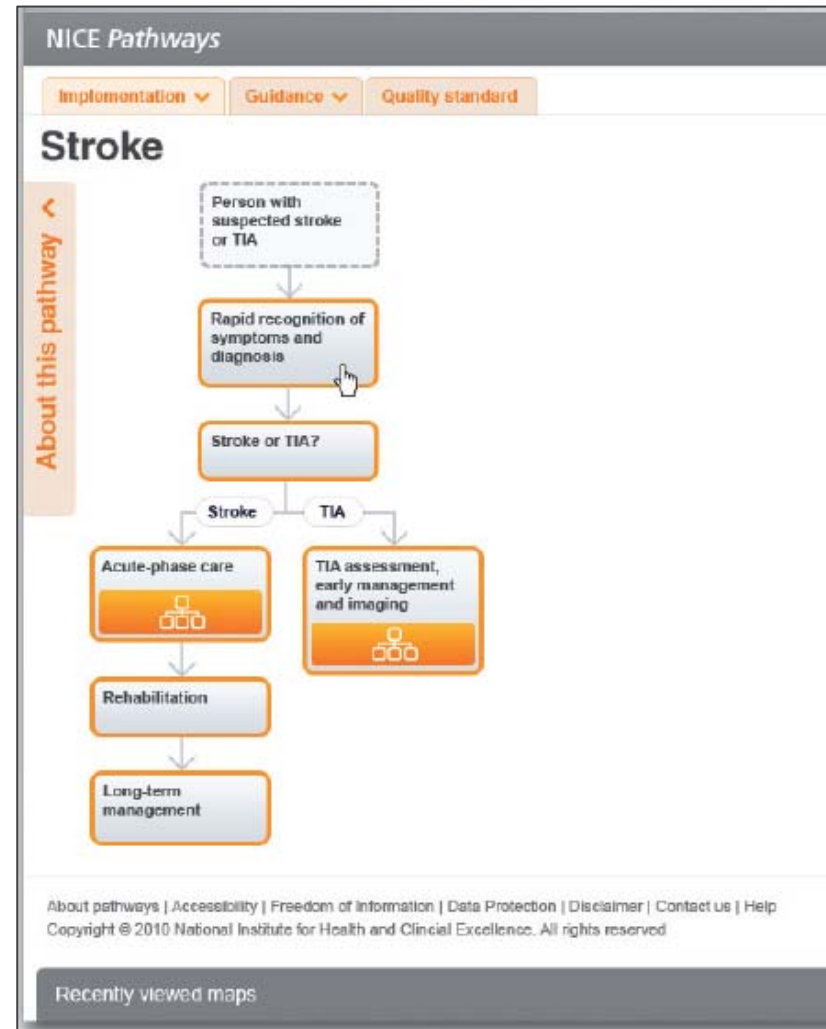 NICE Pathways
Implementation
Guidance
Quality standard
Stroke
About this pathway
Person with
suspected stroke
or TIA
Rapid recognition of
symptoms and
diagnosis
Stroke or TIA?
Stroke
TIA
Acute-phase care
TIA assessment,
early management
and imaging
Rehabilitation
Long-term
management
About pathways | Accessibility | Freedom of Information | Data Protection | Disclaimer | Contact us | Help
Copyright © 2010 National Institute for Health and Clincial Excellence. All rights reserved
Recently viewed maps